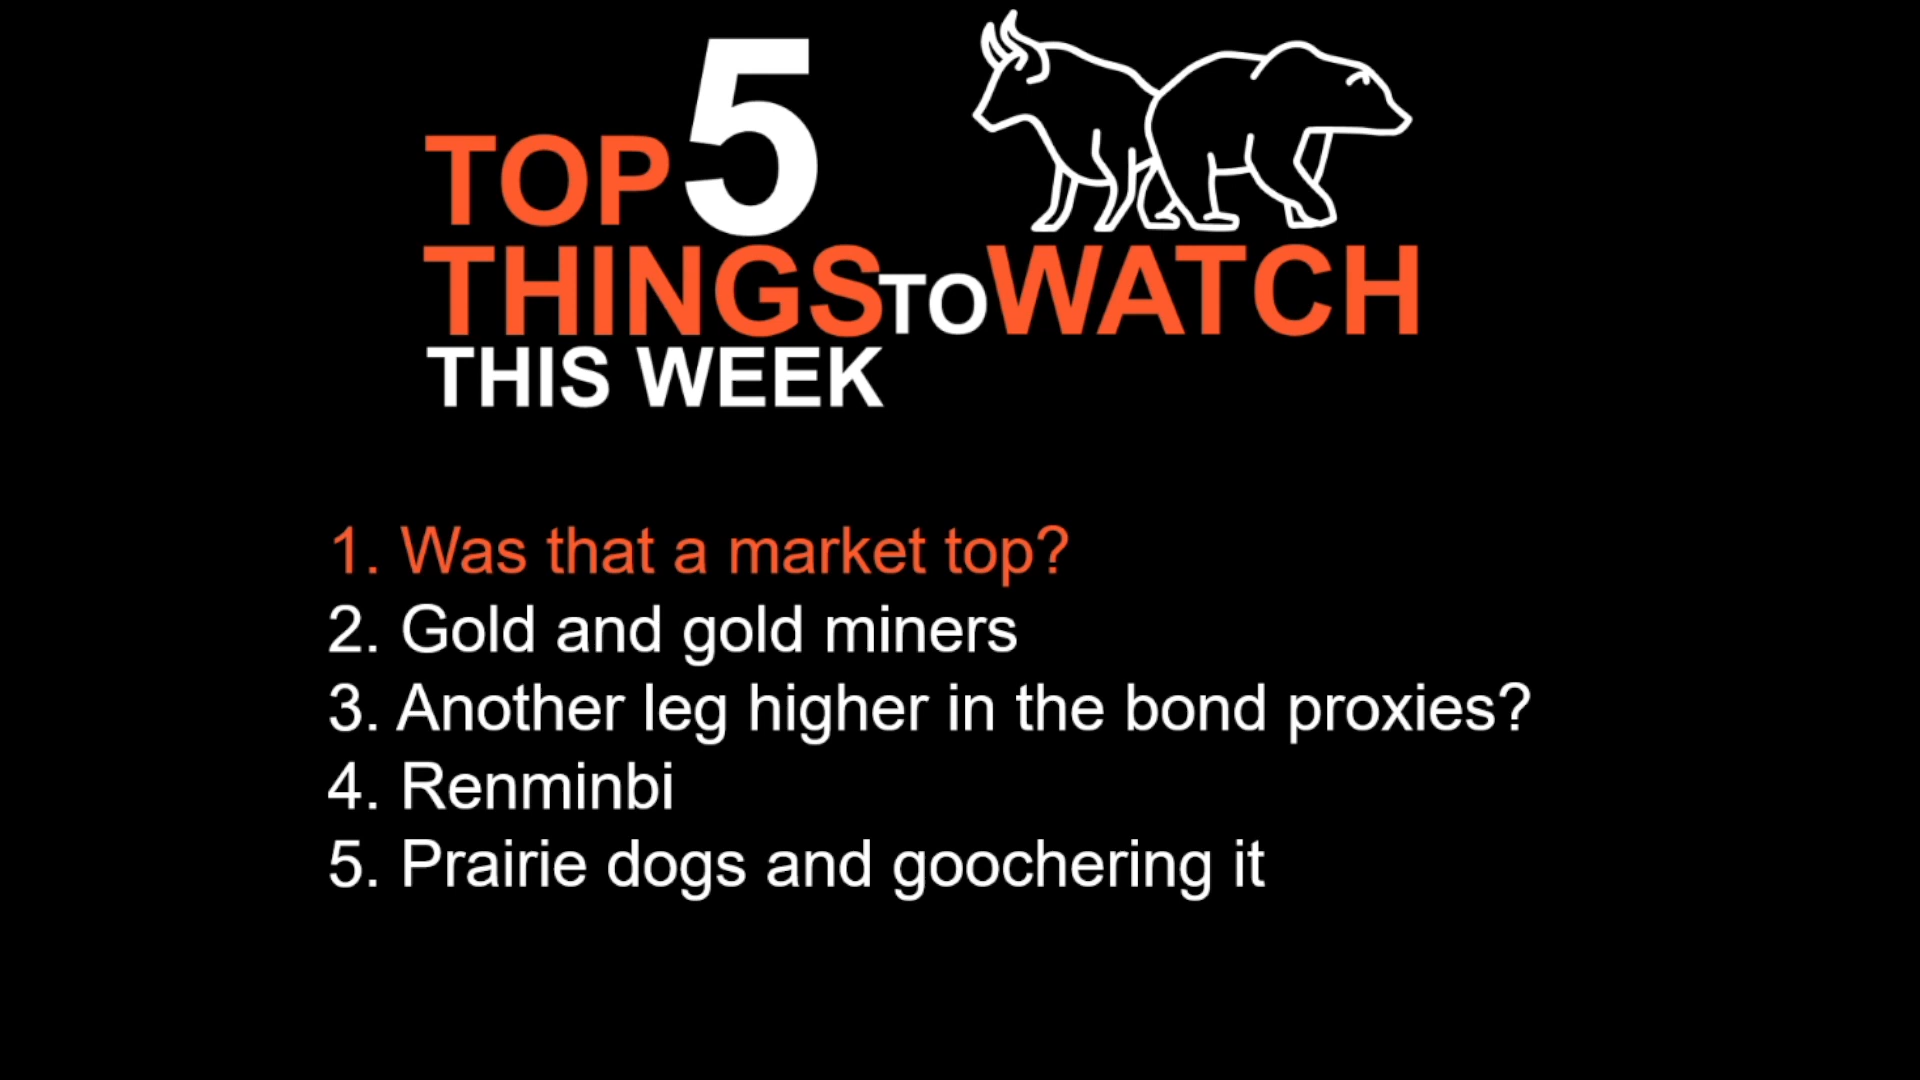 TOP 5
THINGS TO WATCH
THIS WEEK
1. Was that a market top?
2. Gold and gold miners
3. Another leg higher in the bond proxies?
4. Renminbi
5. Prairie dogs and goochering it